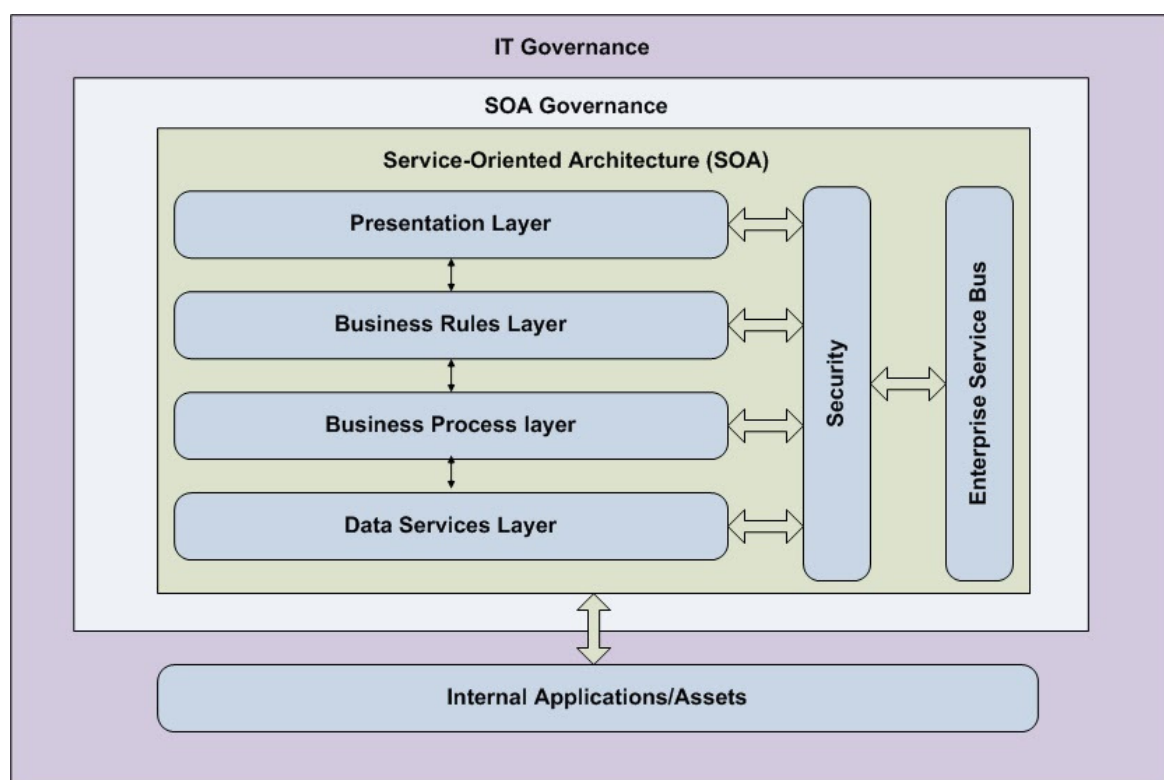 IT Governance
SOA Governance
Service-Oriented Architecture (SOA)
Presentation Layer
Business Rules Layer
Business Process layer
Data Services Layer
Security
Enterprise Service Bus
Internal Applications/Assets